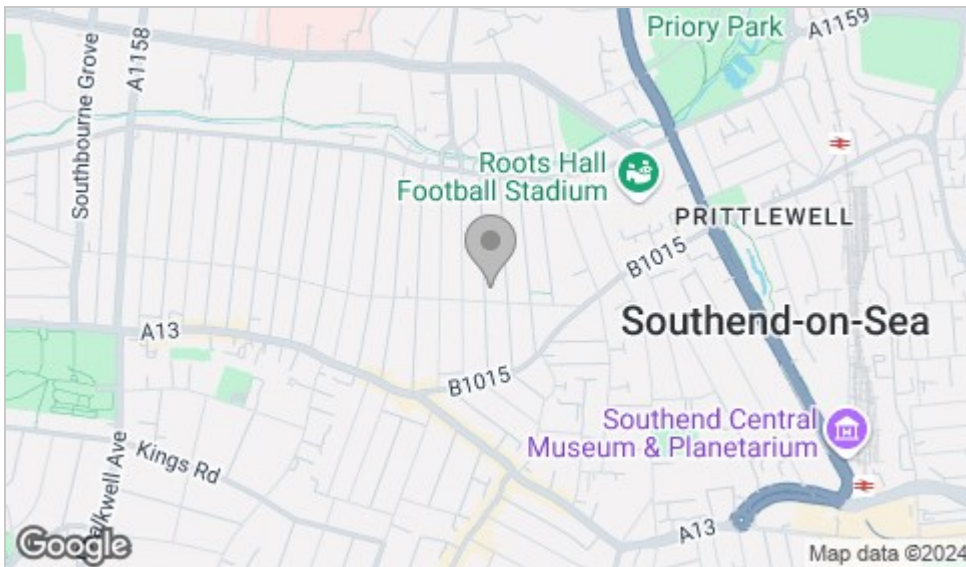 Priory Park
A1159
Southbourne Grove
A1158
Roots Hall
Football Stadium
PRITTLEWELL
B1015
Southend-on-Sea
A13
B1015
Southend Central
Museum & Planetarium
Kings Rd
A13
Google
Map data ©2024